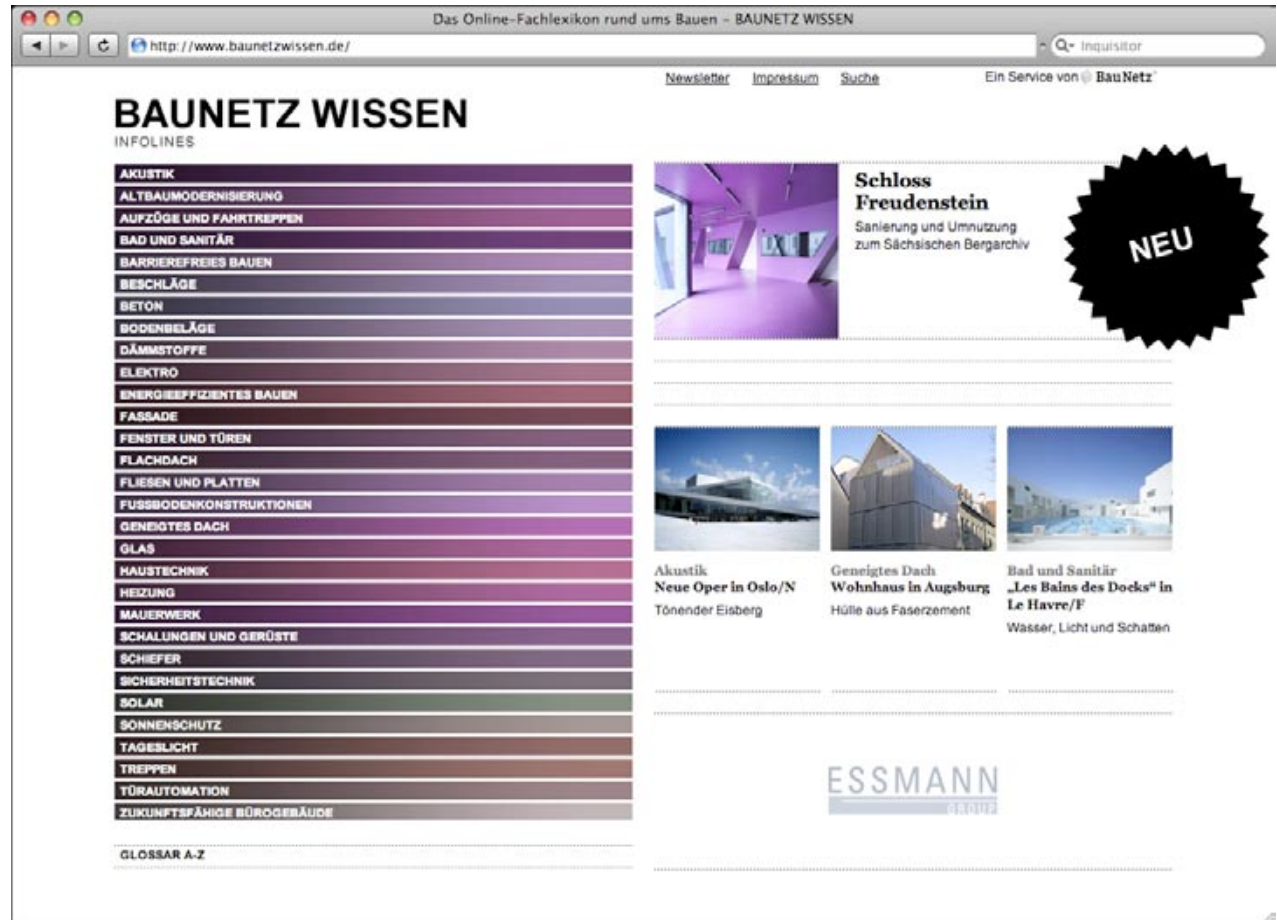 Das Online-Fachlexikon rund ums Bauen – BAUNETZ WISSEN
http://www.baunetzwissen.de/
Inquisitor
Newsletter Impressum Suche Ein Service von BauNetz
BAUNETZ WISSEN
INFOLINES
AKUSTIK
ALTBAUMODERNISIERUNG
AUFZÜGE UND FAHRTREPPEN
BAD UND SANITÄR
BARRIEREFREIES BAUEN
BESCHLÄGE
BETON
BODENBELÄGE
DÄMMSTOFFE
ELEKTRO
ENERGIEEFFIZIENTES BAUEN
FASSADE
FENSTER UND TÜREN
FLACHDACH
FLIESEN UND PLATTEN
FUSSBODENKONSTRUKTIONEN
GENEIGTES DACH
GLAS
HAUSTECHNIK
HEIZUNG
MAUERWERK
SCHALUNGEN UND GERÜSTE
SCHIEFER
SICHERHEITSTECHNIK
SOLAR
SONNENSCHUTZ
TAGESLICHT
TREPPEN
TÜRAUTOMATION
ZUKUNFTSFÄHIGE BÜROGEBÄUDE
GLOSSAR A-Z
Schloss
Freudenstein
Sanierung und Umnutzung
zum Sächsischen Bergarchiv
NEU
Akustik
Neue Oper in Oslo/N
Tönender Eisberg
Geneigtes Dach
Wohnhaus in Augsburg
Hülle aus Faserzement
Bad und Sanitär
„Les Bains des Docks“ in
Le Havre/F
Wasser, Licht und Schatten
ESSMANN
GROUP